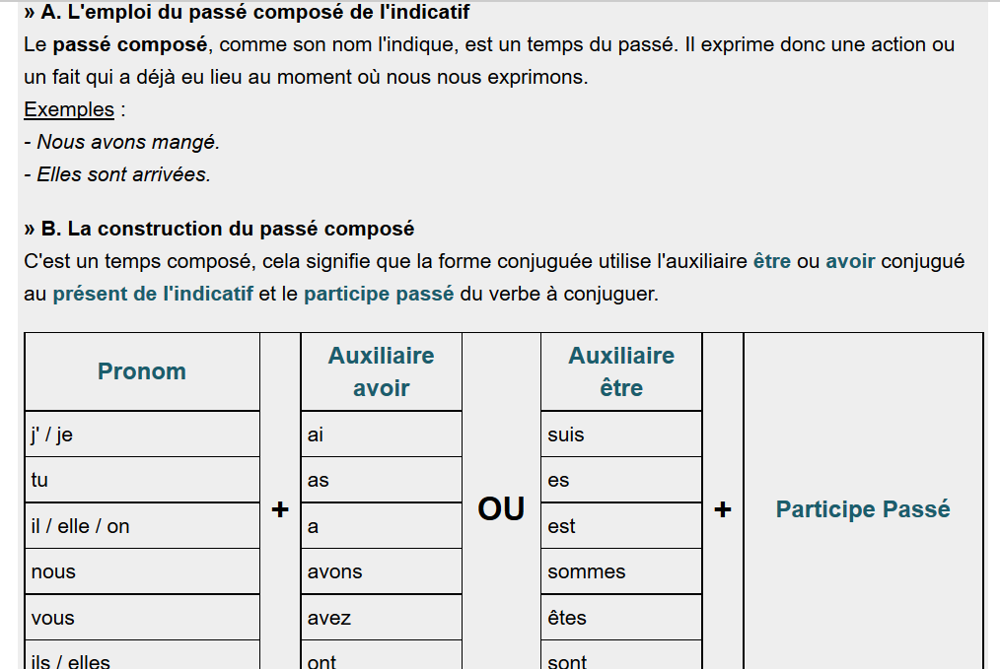 » A. L'emploi du passé composé de l'indicatif
Le passé composé, comme son nom l'indique, est un temps du passé. Il exprime donc une action ou
un fait qui a déjà eu lieu au moment où nous nous exprimons.
Exemples :
- Nous avons mangé.
- Elles sont arrivées.
» B. La construction du passé composé
C'est un temps composé, cela signifie que la forme conjuguée utilise l'auxiliaire être ou avoir conjugué
au présent de l'indicatif et le participe passé du verbe à conjuguer.
Pronom + Auxiliaire avoir OU Auxiliaire être + Participe Passé
j' / je ai suis
tu as es
il / elle / on a est
nous avons sommes
vous avez êtes
ils / elles ont sont